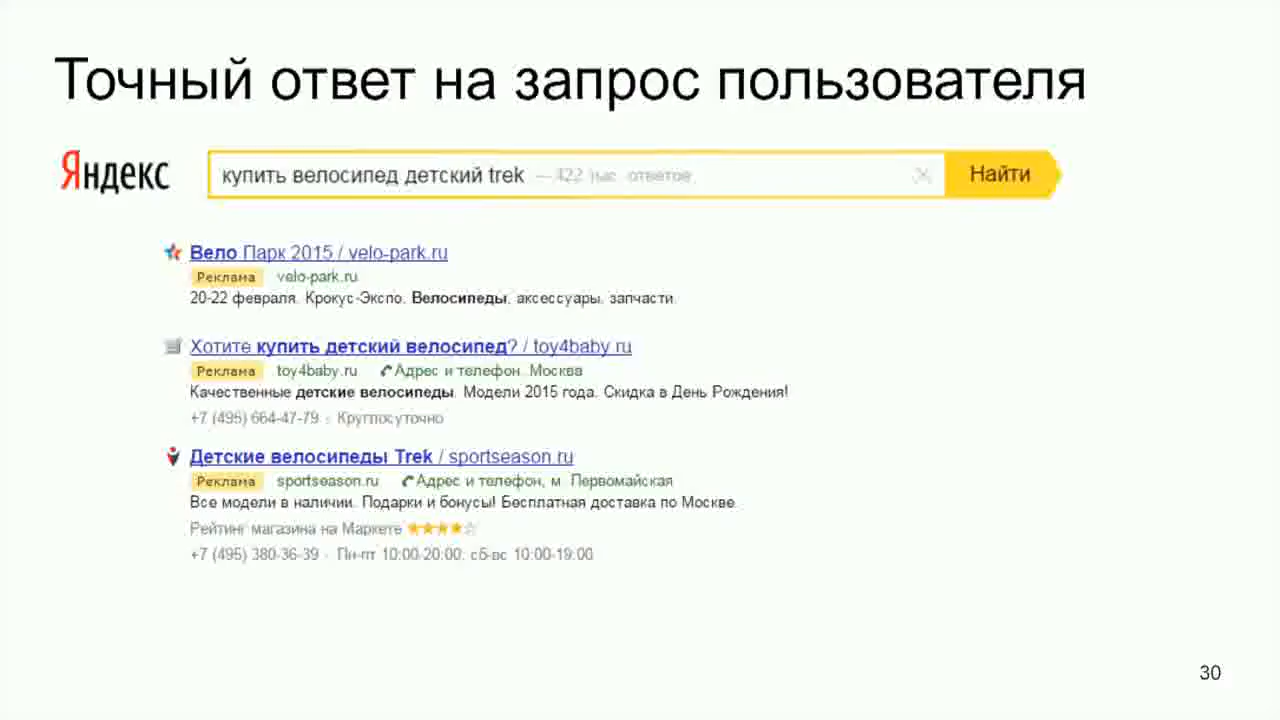 Точный ответ на запрос пользователя
Яндекс купить велосипед детский trek — 422 тыс. ответов Найти
Вело Парк 2015 / velo-park.ru
Реклама velo-park.ru
20-22 февраля. Крокус-Экспо. Велосипеды, аксессуары, запчасти.
Хотите купить детский велосипед? / toy4baby.ru
Реклама toy4baby.ru Адрес и телефон, Москва
Качественные детские велосипеды. Модели 2015 года. Скидка в День Рождения!
+7 (495) 664-47-79 · Круглосуточно
Детские велосипеды Trek / sportseason.ru
Реклама sportseason.ru Адрес и телефон, м. Первомайская
Все модели в наличии. Подарки и бонусы! Бесплатная доставка по Москве.
Рейтинг магазина на Маркете
+7 (495) 380-36-39 · Пн-пт 10:00-20:00; сб-вс 10:00-19:00
30